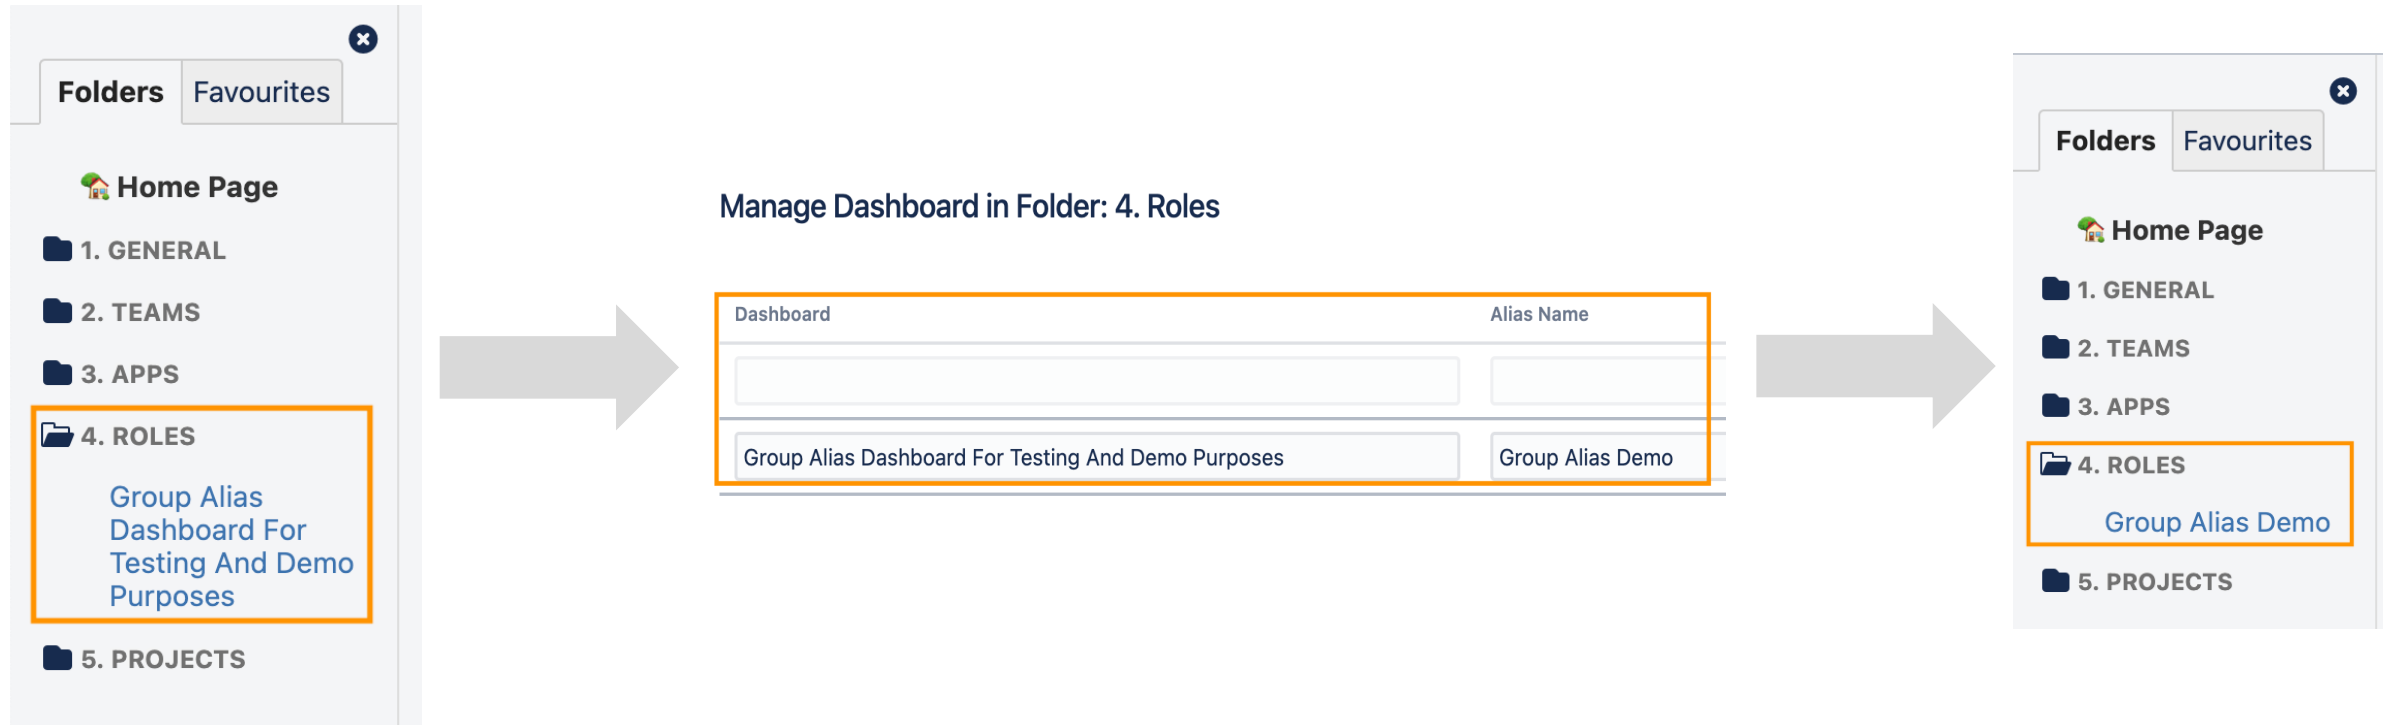 Folders
Favourites
Home Page
1. GENERAL
2. TEAMS
3. APPS
4. ROLES
Group Alias
Dashboard For
Testing And Demo
Purposes
5. PROJECTS
Manage Dashboard in Folder: 4. Roles
Dashboard
Alias Name
Group Alias Dashboard For Testing And Demo Purposes
Group Alias Demo
Folders
Favourites
Home Page
1. GENERAL
2. TEAMS
3. APPS
4. ROLES
Group Alias Demo
5. PROJECTS